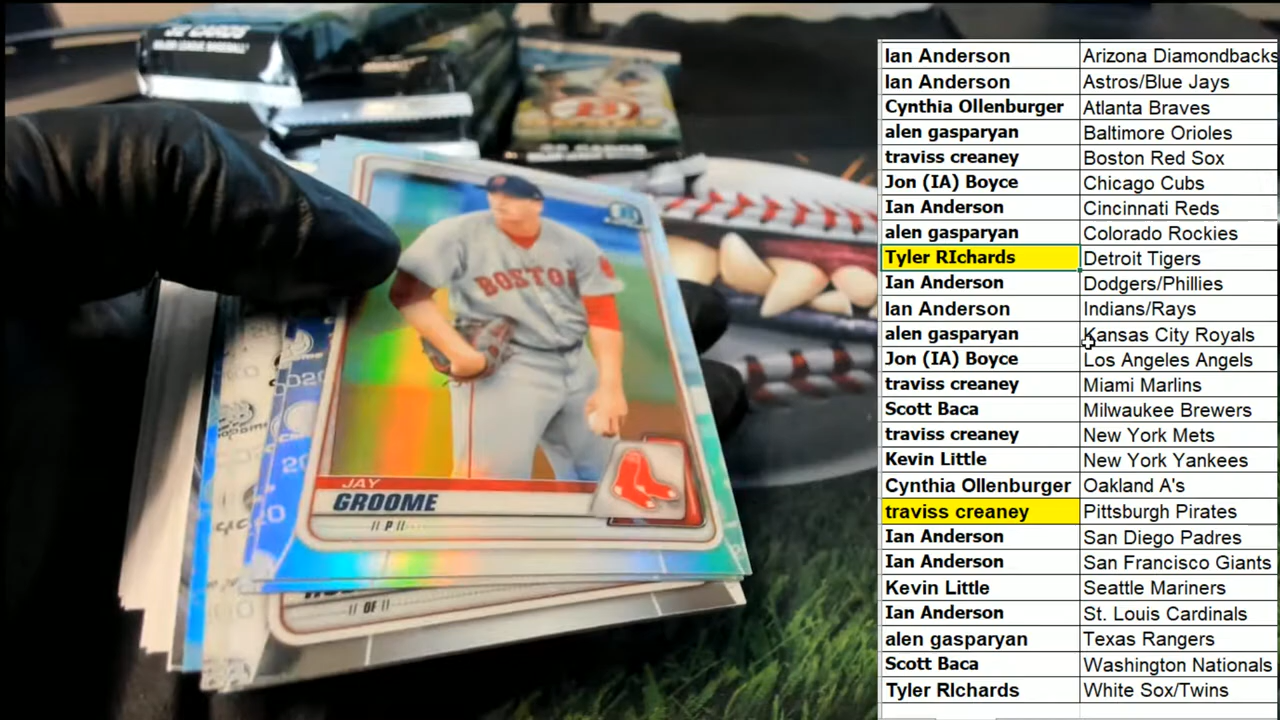 32 CARDS
MAJOR LEAGUE BASEBALL
BOSTON
JAY
GROOME
// P //
// OF //
Ian Anderson Arizona Diamondbacks
Ian Anderson Astros/Blue Jays
Cynthia Ollenburger Atlanta Braves
alen gasparyan Baltimore Orioles
traviss creaney Boston Red Sox
Jon (IA) Boyce Chicago Cubs
Ian Anderson Cincinnati Reds
alen gasparyan Colorado Rockies
Tyler RIchards Detroit Tigers
Ian Anderson Dodgers/Phillies
Ian Anderson Indians/Rays
alen gasparyan Kansas City Royals
Jon (IA) Boyce Los Angeles Angels
traviss creaney Miami Marlins
Scott Baca Milwaukee Brewers
traviss creaney New York Mets
Kevin Little New York Yankees
Cynthia Ollenburger Oakland A's
traviss creaney Pittsburgh Pirates
Ian Anderson San Diego Padres
Ian Anderson San Francisco Giants
Kevin Little Seattle Mariners
Ian Anderson St. Louis Cardinals
alen gasparyan Texas Rangers
Scott Baca Washington Nationals
Tyler RIchards White Sox/Twins